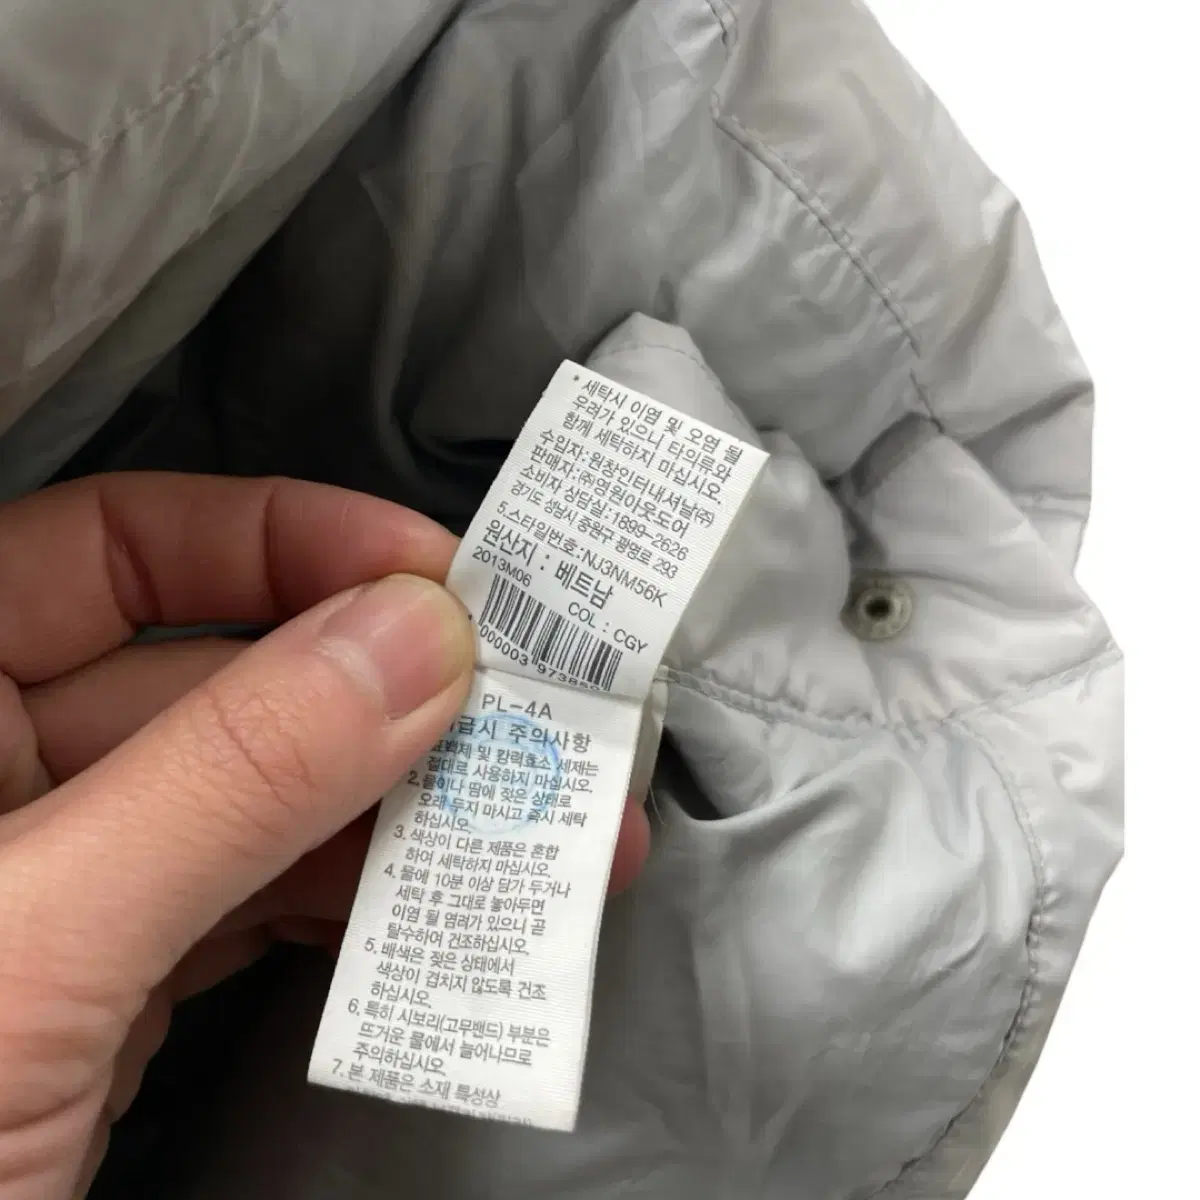 * 세탁시 이염 및 오염 될
우려가 있으니 타의류와
함께 세탁하지 마십시오.
수입자:원창인터내셔날㈜
판매자:㈜영원아웃도어
소비자 상담실:1899-2626
경기도 성남시 중원구 광명로 293
5.스타일번호:NJ3NM56K
원산지 : 베트남
2013M06
COL : CGY
000003 973850
PL-4A
급시 주의사항
표백제 및 강력효소 세제는
절대로 사용하지 마십시오.
2. 물이나 땀에 젖은 상태로
오래 두지 마시고 즉시 세탁
하십시오.
3. 색상이 다른 제품은 혼합
하여 세탁하지 마십시오.
4. 물에 10분 이상 담가 두거나
세탁 후 그대로 놓아두면
이염 될 염려가 있으니 곧
탈수하여 건조하십시오.
5. 배색은 젖은 상태에서
색상이 겹치지 않도록 건조
하십시오.
6. 특히 시보리(고무밴드) 부분은
뜨거운 물에서 늘어나므로
주의하십시오.
7. 본 제품은 소재 특성상